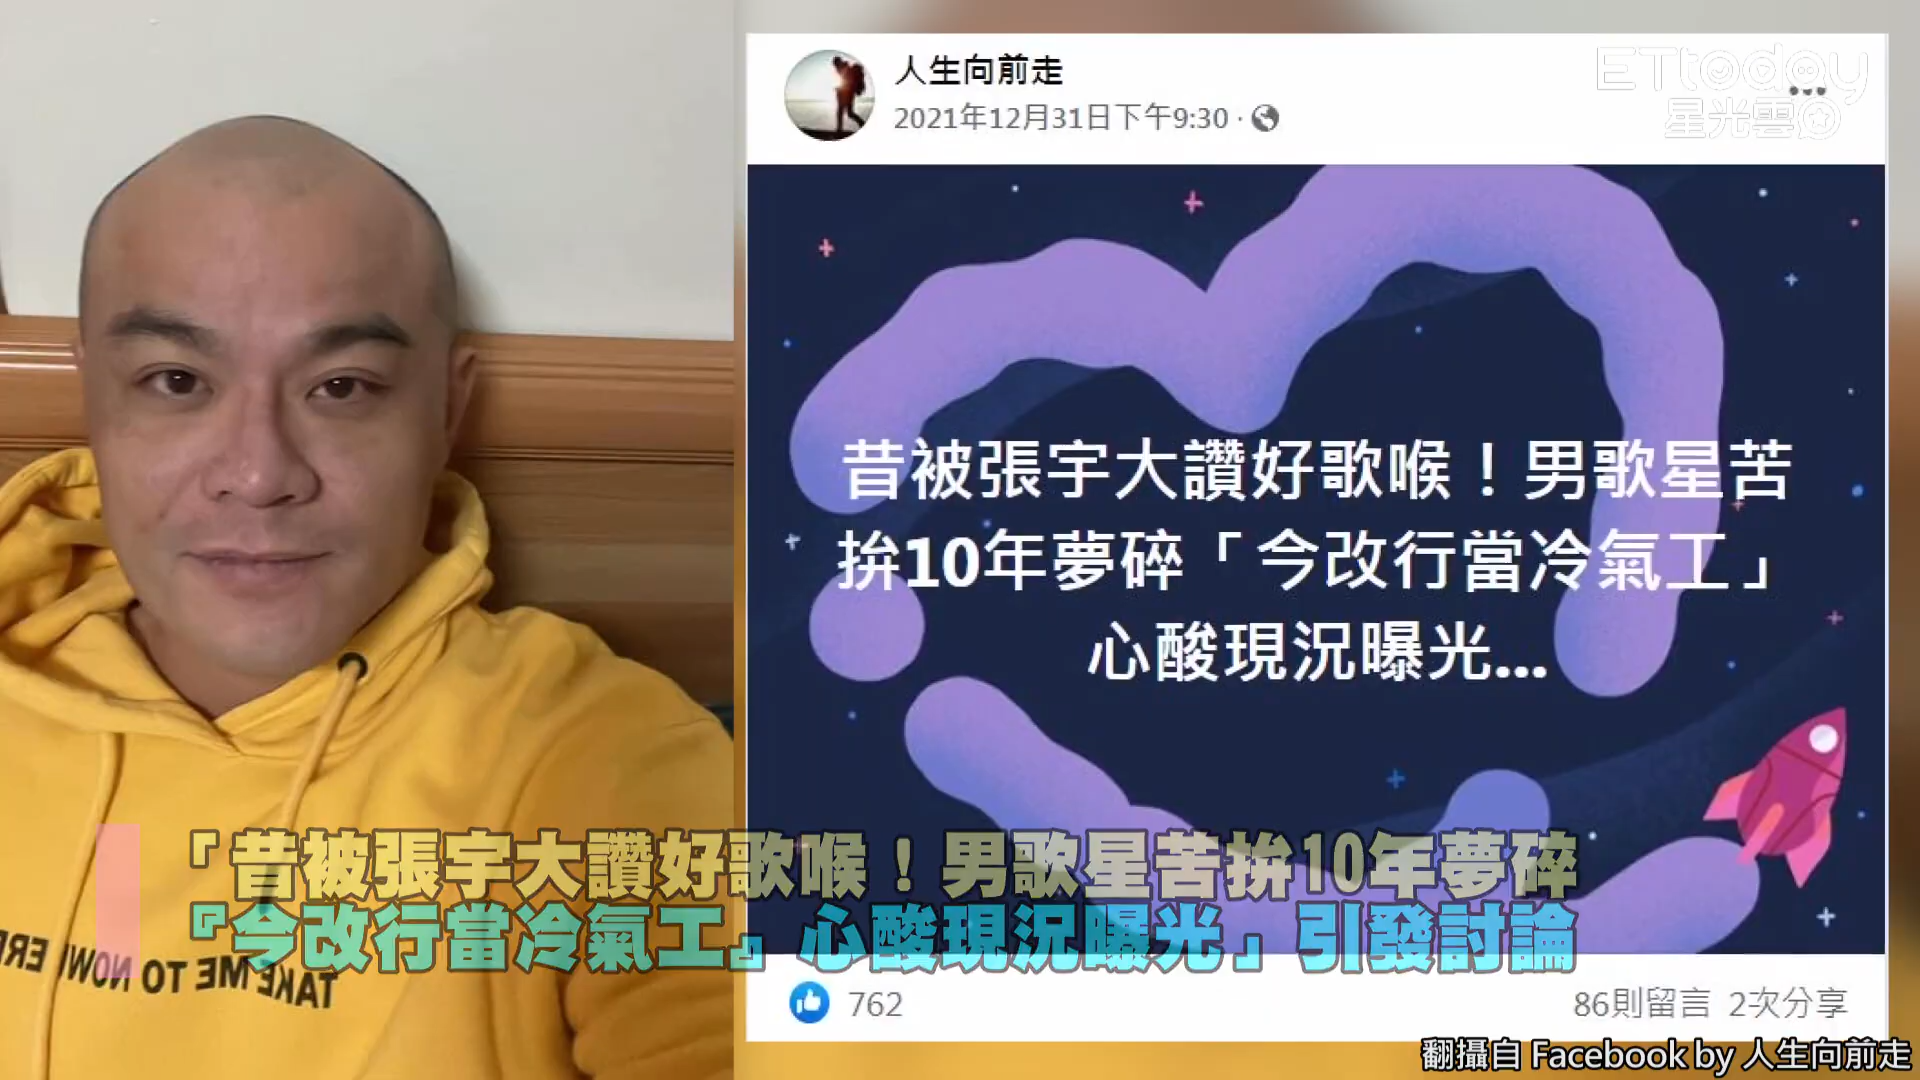 人生向前走
2021年12月31日下午9:30
ETtoday
星光雲
昔被張宇大讚好歌喉！男歌星苦
拚10年夢碎「今改行當冷氣工」
心酸現況曝光...
「昔被張宇大讚好歌喉！男歌星苦拚10年夢碎
『今改行當冷氣工』心酸現況曝光」引發討論
TAKE ME TO NOWHERE
762
86則留言 2次分享
翻攝自 Facebook by 人生向前走